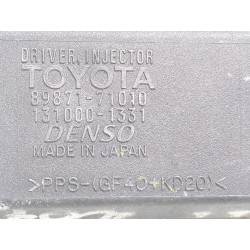 DRIVER, INJECTOR
TOYOTA
89871-71010
131000-1331
DENSO
MADE IN JAPAN
>PPS-(GF40+KD20)<